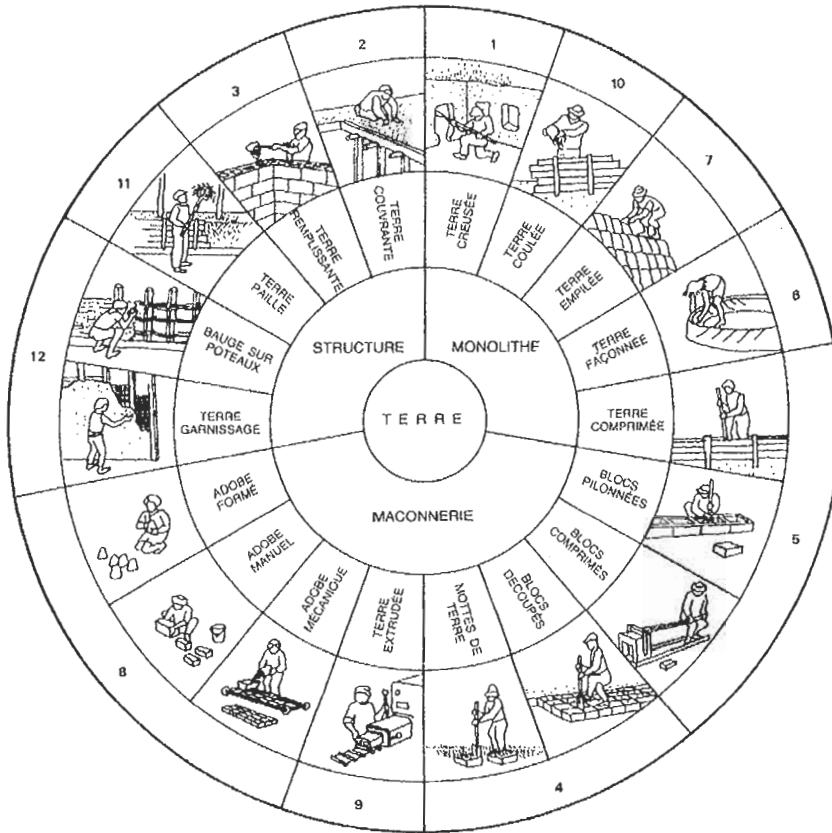 TERRE
STRUCTURE
MONOLITHE
MACONNERIE
TERRE
CREUSÉE
TERRE
COULÉE
TERRE
EMPILÉE
TERRE
FAÇONNÉE
TERRE
COMPRIMÉE
BLOCS
PILONNÉES
BLOCS
COMPRIMÉS
BLOCS
DECOUPÉS
MOTTES DE
TERRE
TERRE
EXTRUDÉE
ADOBE
MÉCANIQUE
ADOBE
MANUEL
ADOBE
FORMÉ
TERRE
GARNISSAGE
BAUGE SUR
POTEAUX
TERRE
PAILLE
TERRE
REMPLISSANTE
TERRE
COUVRANTE
1
10
7
6
5
4
9
8
12
11
3
2